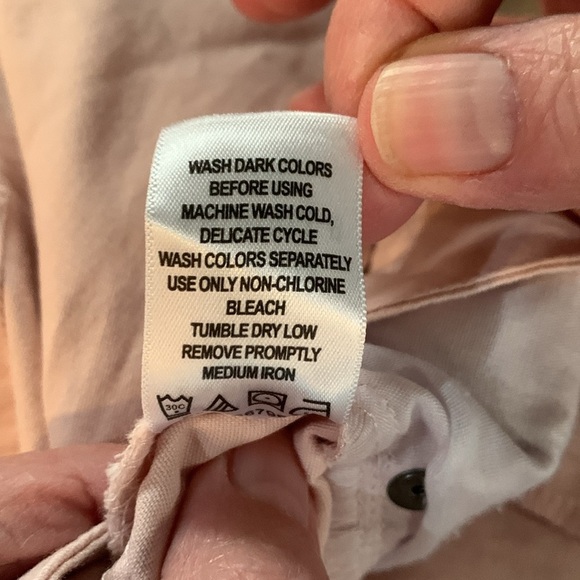 WASH DARK COLORS
BEFORE USING
MACHINE WASH COLD,
DELICATE CYCLE
WASH COLORS SEPARATELY
USE ONLY NON-CHLORINE
BLEACH
TUMBLE DRY LOW
REMOVE PROMPTLY
MEDIUM IRON
30C